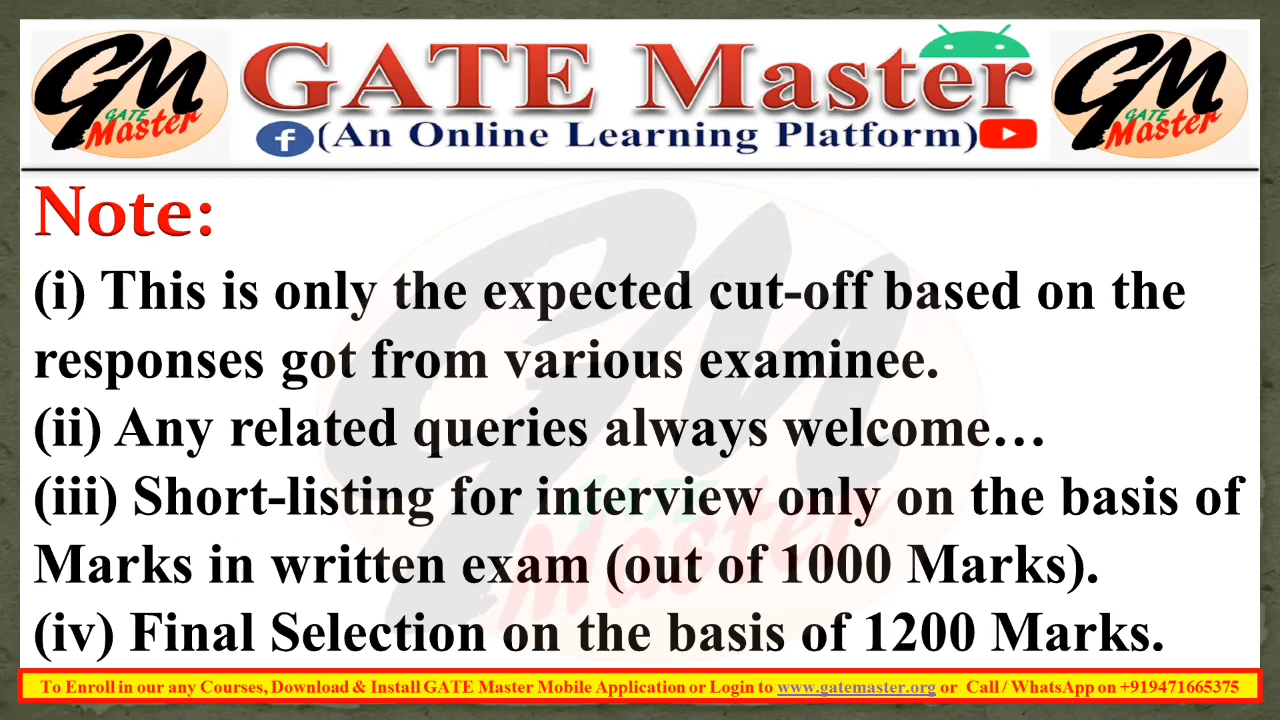 GM
GATE
Master
GATE Master
f (An Online Learning Platform)
GM
GATE
Master
Note:
(i) This is only the expected cut-off based on the
responses got from various examinee.
(ii) Any related queries always welcome…
(iii) Short-listing for interview only on the basis of
Marks in written exam (out of 1000 Marks).
(iv) Final Selection on the basis of 1200 Marks.
GM
GATE
Master
To Enroll in our any Courses, Download & Install GATE Master Mobile Application or Login to www.gatemaster.org or Call / WhatsApp on +919471665375